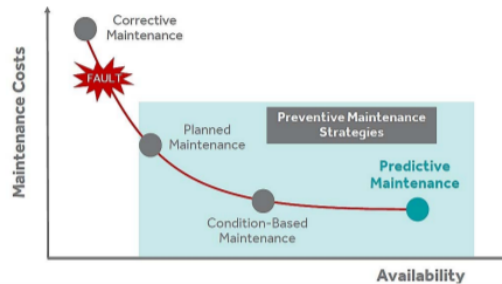 Corrective
Maintenance
FAULT
Maintenance Costs
Preventive Maintenance
Strategies
Planned
Maintenance
Predictive
Maintenance
Condition-Based
Maintenance
Availability